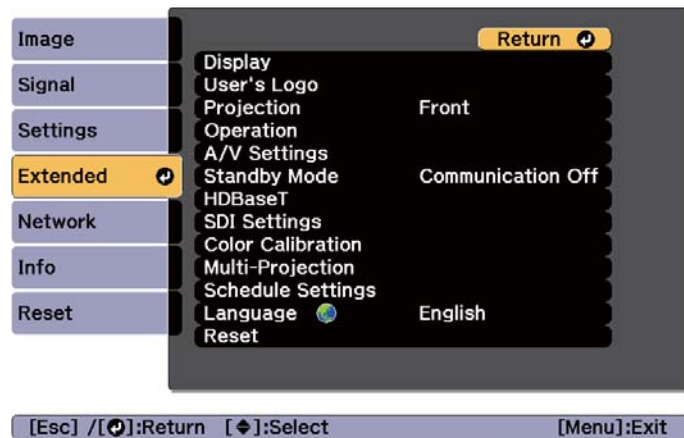 Image
Signal
Settings
Extended
Network
Info
Reset
Return
Display
User's Logo
Projection Front
Operation
A/V Settings
Standby Mode Communication Off
HDBaseT
SDI Settings
Color Calibration
Multi-Projection
Schedule Settings
Language English
Reset
[Esc] /[ ]:Return [ ]:Select [Menu]:Exit